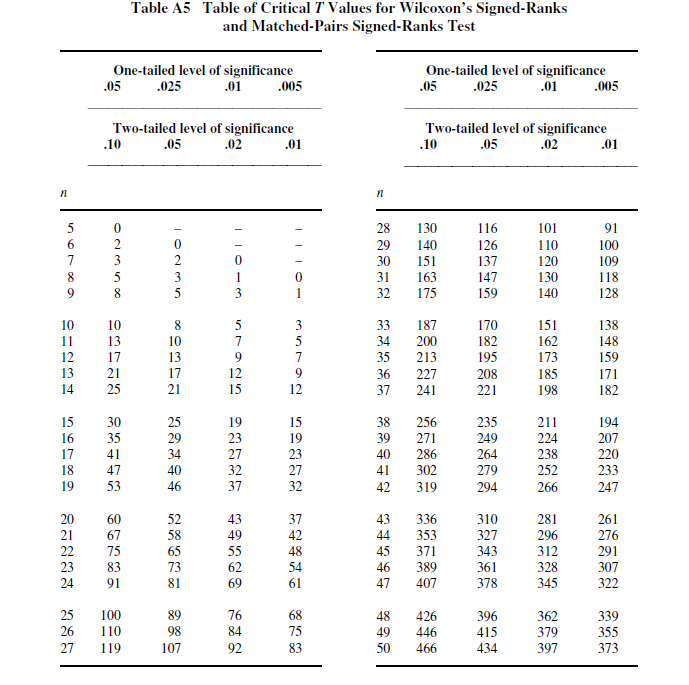 Table A5 Table of Critical T Values for Wilcoxon's Signed-Ranks
and Matched-Pairs Signed-Ranks Test
One-tailed level of significance
.05 .025 .01 .005
Two-tailed level of significance
.10 .05 .02 .01
n
5 0 – – –
6 2 0 – –
7 3 2 0 –
8 5 3 1 0
9 8 5 3 1
10 10 8 5 3
11 13 10 7 5
12 17 13 9 7
13 21 17 12 9
14 25 21 15 12
15 30 25 19 15
16 35 29 23 19
17 41 34 27 23
18 47 40 32 27
19 53 46 37 32
20 60 52 43 37
21 67 58 49 42
22 75 65 55 48
23 83 73 62 54
24 91 81 69 61
25 100 89 76 68
26 110 98 84 75
27 119 107 92 83
One-tailed level of significance
.05 .025 .01 .005
Two-tailed level of significance
.10 .05 .02 .01
n
28 130 116 101 91
29 140 126 110 100
30 151 137 120 109
31 163 147 130 118
32 175 159 140 128
33 187 170 151 138
34 200 182 162 148
35 213 195 173 159
36 227 208 185 171
37 241 221 198 182
38 256 235 211 194
39 271 249 224 207
40 286 264 238 220
41 302 279 252 233
42 319 294 266 247
43 336 310 281 261
44 353 327 296 276
45 371 343 312 291
46 389 361 328 307
47 407 378 345 322
48 426 396 362 339
49 446 415 379 355
50 466 434 397 373